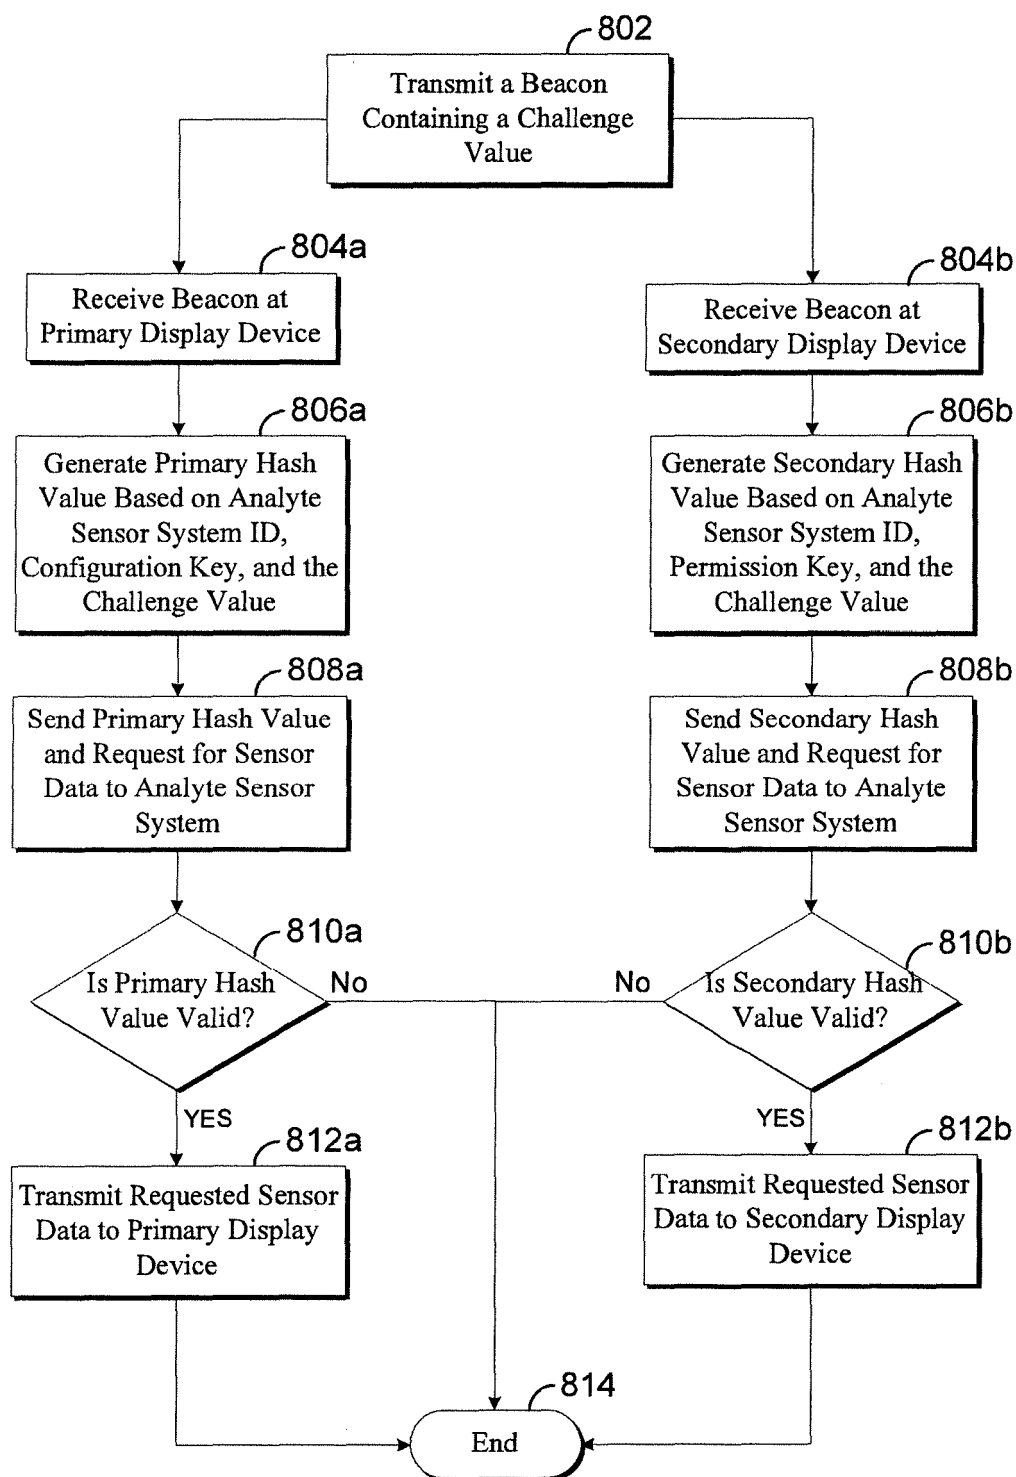 802
Transmit a Beacon
Containing a Challenge
Value
804a
Receive Beacon at
Primary Display Device
804b
Receive Beacon at
Secondary Display Device
806a
Generate Primary Hash
Value Based on Analyte
Sensor System ID,
Configuration Key, and the
Challenge Value
806b
Generate Secondary Hash
Value Based on Analyte
Sensor System ID,
Permission Key, and the
Challenge Value
808a
Send Primary Hash Value
and Request for Sensor
Data to Analyte Sensor
System
808b
Send Secondary Hash
Value and Request for
Sensor Data to Analyte
Sensor System
810a
Is Primary Hash
Value Valid?
No
810b
No
Is Secondary Hash
Value Valid?
YES
YES
812a
Transmit Requested Sensor
Data to Primary Display
Device
812b
Transmit Requested Sensor
Data to Secondary Display
Device
814
End